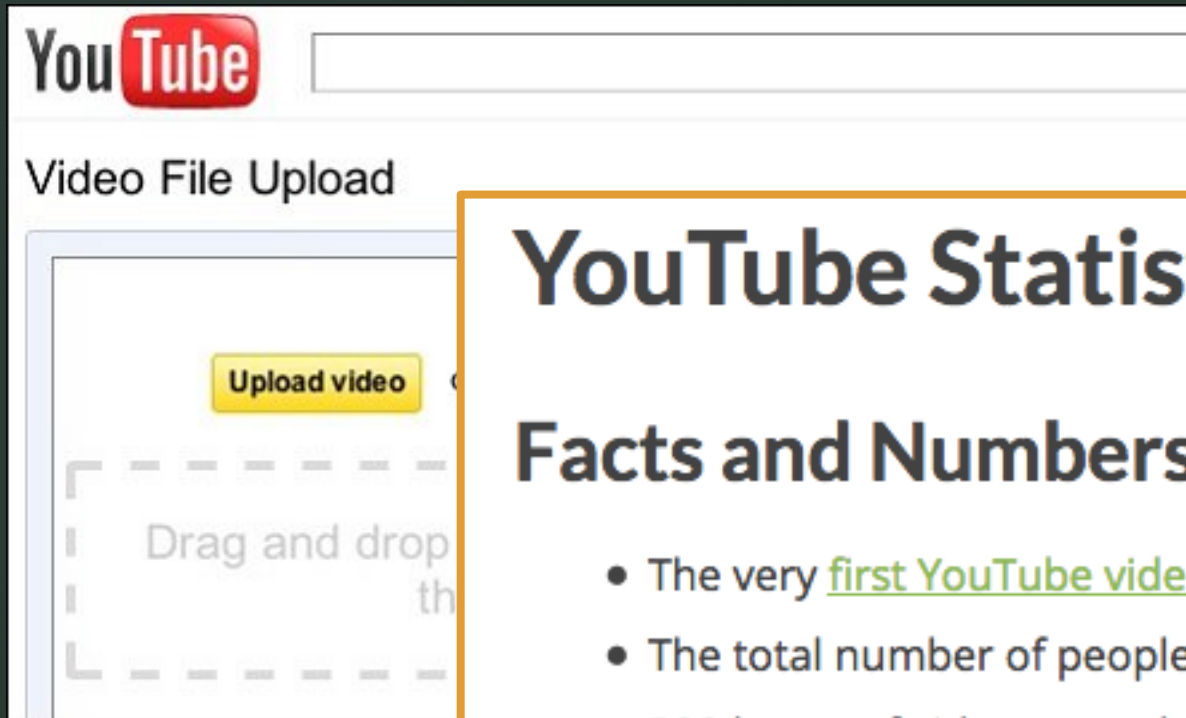 YouTube
Video File Upload
Upload video
Drag and drop
th
YouTube Statis
Facts and Numbers
The very first YouTube vide
The total number of people